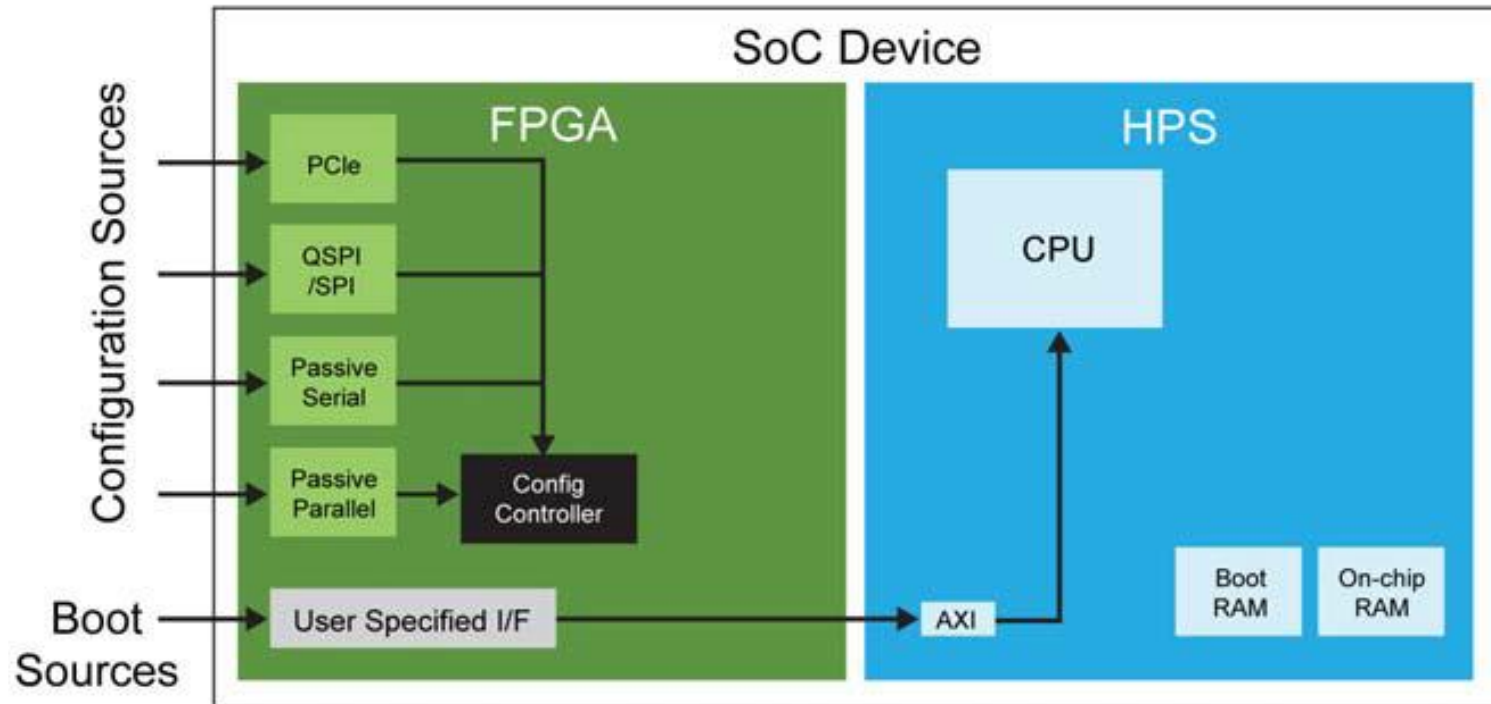 SoC Device
Configuration Sources
FPGA
PCIe
QSPI
/SPI
Passive
Serial
Passive
Parallel
Config
Controller
Boot
Sources
User Specified I/F
HPS
CPU
AXI
Boot
RAM
On-chip
RAM